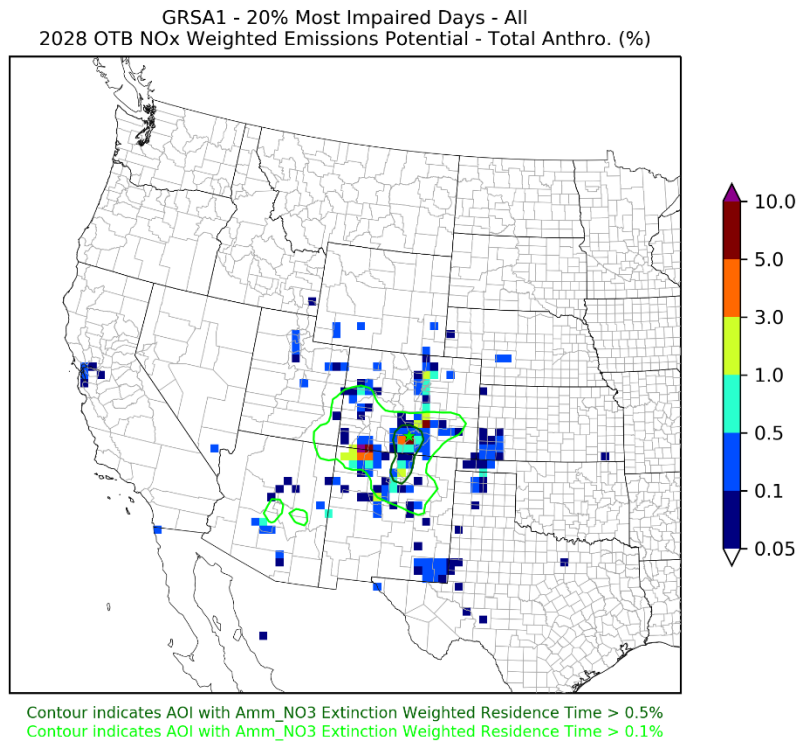 GRSA1 - 20% Most Impaired Days - All
2028 OTB NOx Weighted Emissions Potential - Total Anthro. (%)
10.0
5.0
3.0
1.0
0.5
0.1
0.05
Contour indicates AOI with Amm_NO3 Extinction Weighted Residence Time > 0.5%
Contour indicates AOI with Amm_NO3 Extinction Weighted Residence Time > 0.1%